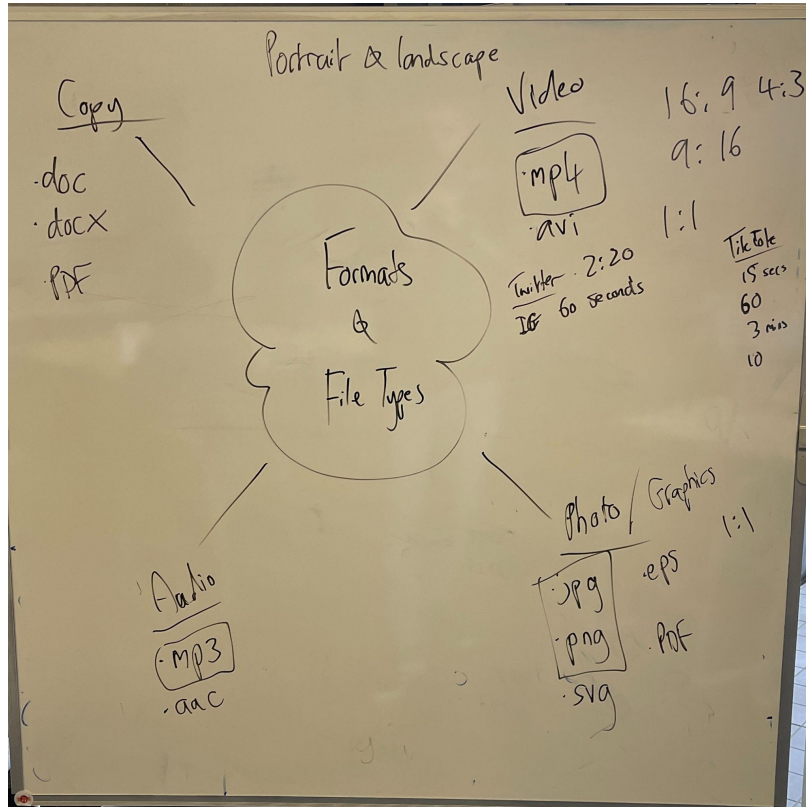 Portrait & landscape
Copy
.doc
.docx
.PDF
Video
.mp4
.avi
16:9 4:3
9:16
1:1
Twitter 2:20
IG 60 seconds
TikTok
15 secs
60
3 mins
10
Formats
&
File Types
Audio
.mp3
.aac
Photo / Graphics
.jpg
.png
.svg
.eps
.PDF
1:1